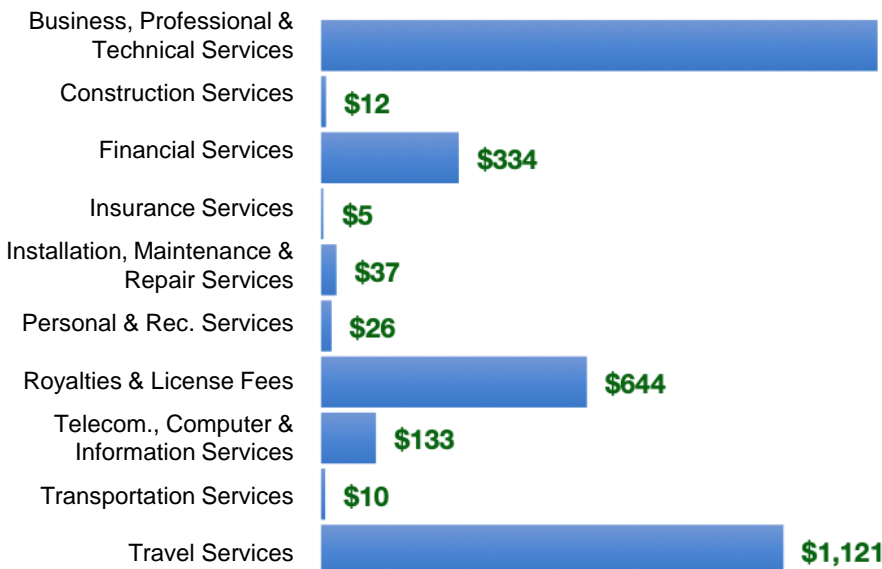 Business, Professional &
Technical Services
Construction Services
$12
Financial Services
$334
Insurance Services
$5
Installation, Maintenance &
Repair Services
$37
Personal & Rec. Services
$26
Royalties & License Fees
$644
Telecom., Computer &
Information Services
$133
Transportation Services
$10
Travel Services
$1,121